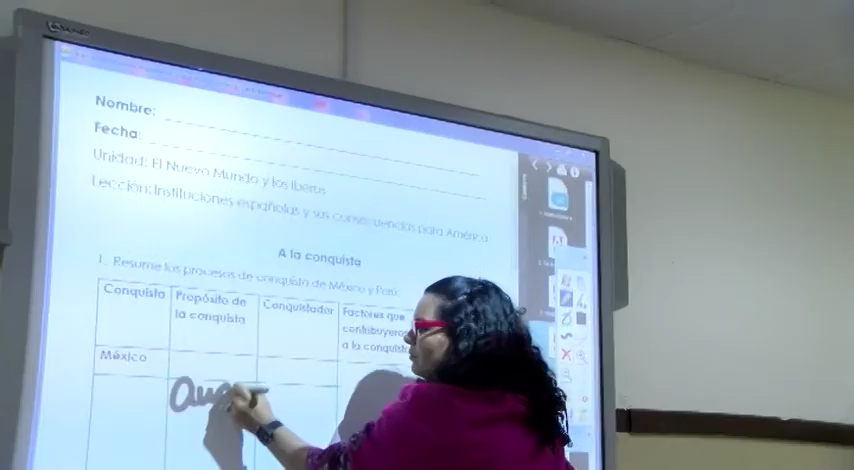 Nombre:
Fecha:
Unidad: El Nuevo Mundo y los Iberos
Lección: Instituciones españolas y sus consecuencias para América
A la conquista
1. Resume los procesos de conquista de México y Perú.
Conquista
Propósito de
la conquista
Conquistador
Factores que
contribuyeron
a la conquista
México